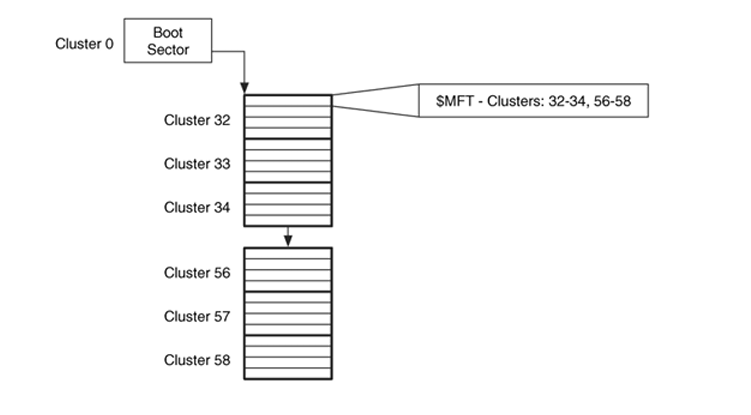 Cluster 0
Boot
Sector
$MFT - Clusters: 32-34, 56-58
Cluster 32
Cluster 33
Cluster 34
Cluster 56
Cluster 57
Cluster 58